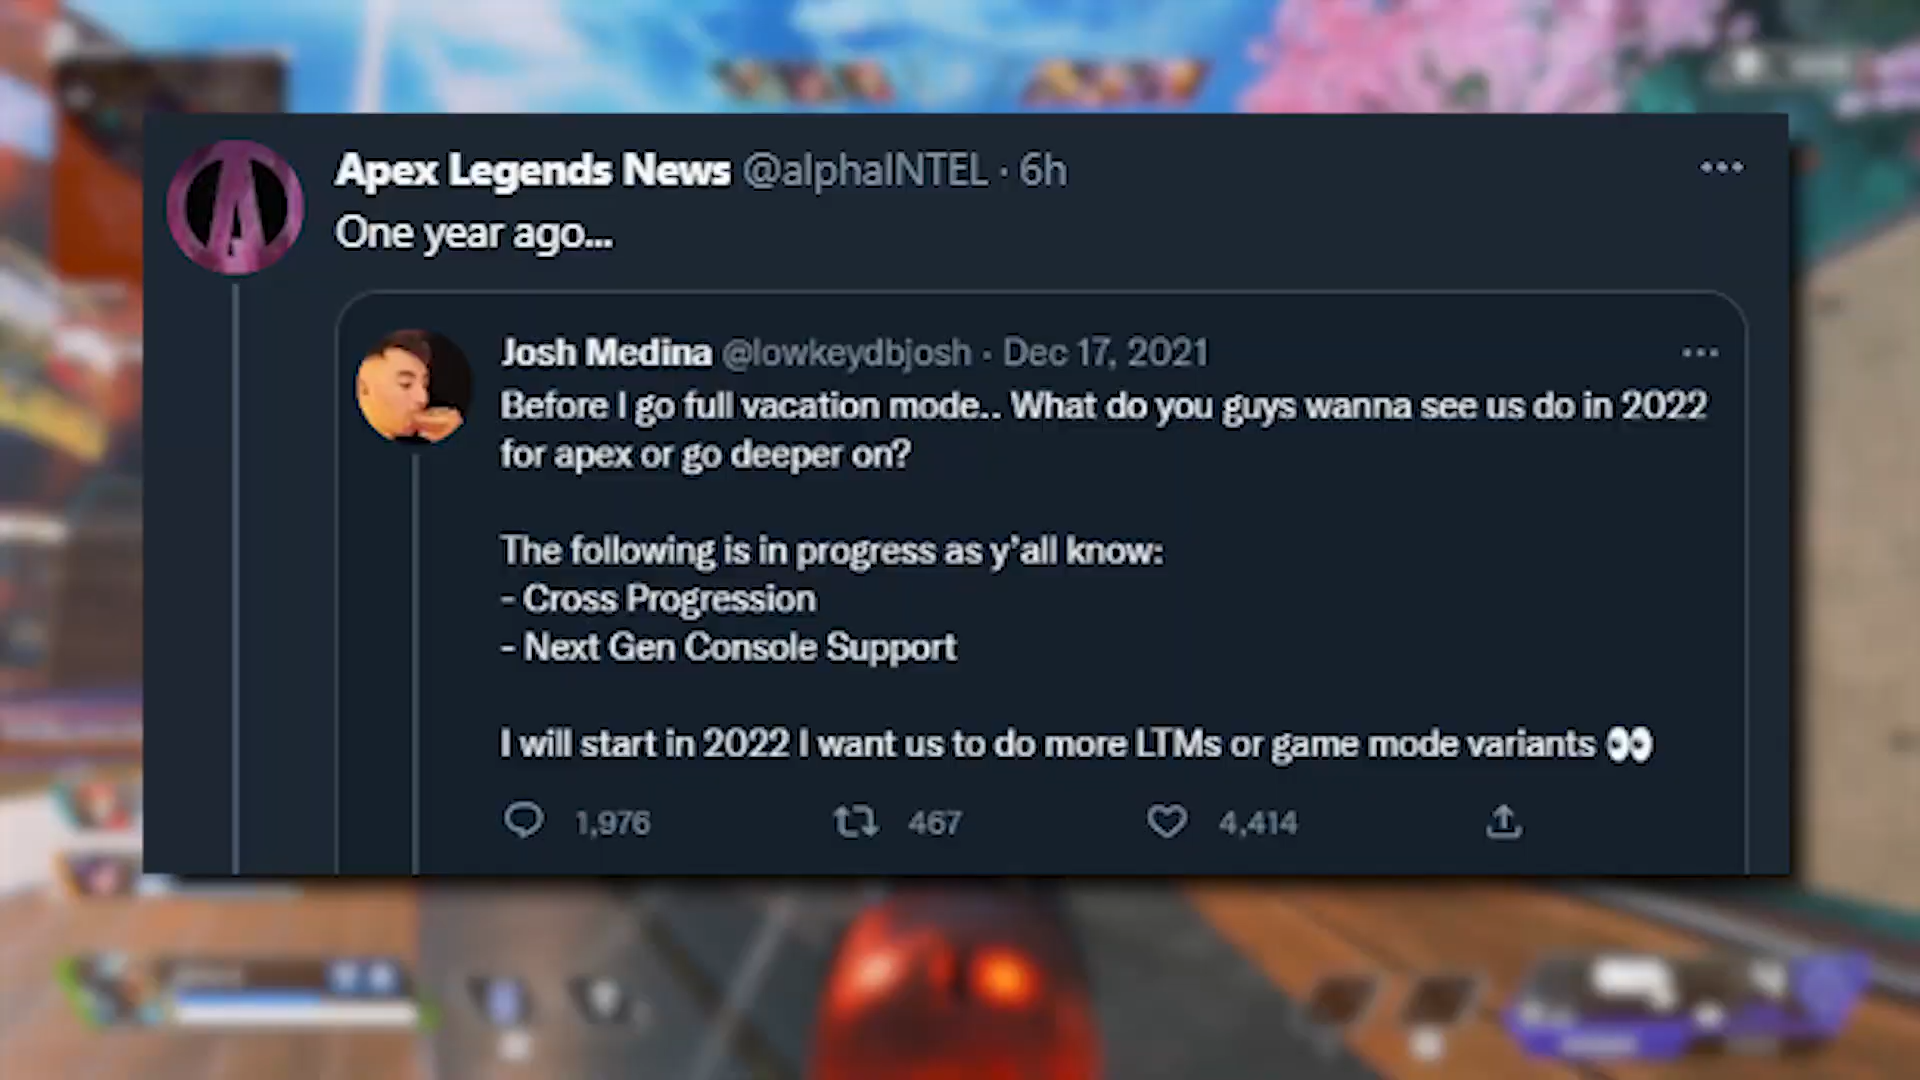 Apex Legends News @alphaINTEL · 6h
One year ago...
Josh Medina @lowkeydbjosh · Dec 17, 2021
Before I go full vacation mode.. What do you guys wanna see us do in 2022
for apex or go deeper on?
The following is in progress as y'all know:
- Cross Progression
- Next Gen Console Support
I will start in 2022 I want us to do more LTMs or game mode variants 👀
1,976 467 4,414